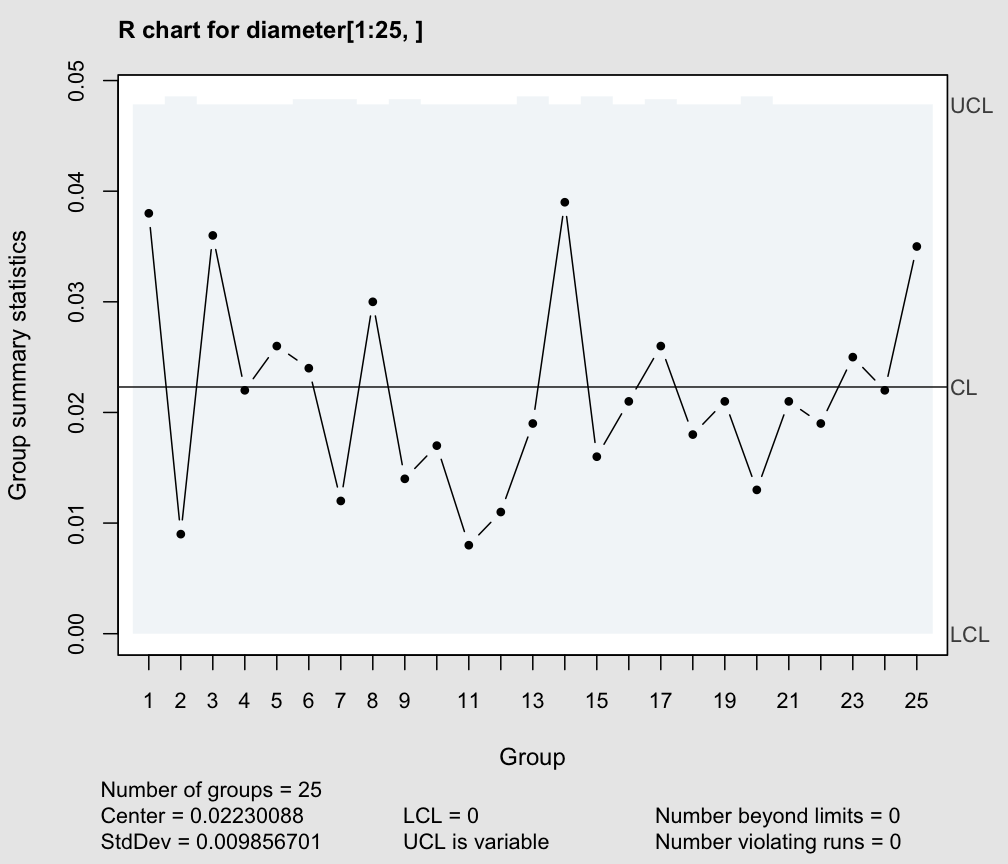 R chart for diameter[1:25, ]
Group summary statistics
0.05
0.04
0.03
0.02
0.01
0.00
UCL
CL
LCL
1 2 3 4 5 6 7 8 9 11 13 15 17 19 21 23 25
Group
Number of groups = 25
Center = 0.02230088 LCL = 0 Number beyond limits = 0
StdDev = 0.009856701 UCL is variable Number violating runs = 0